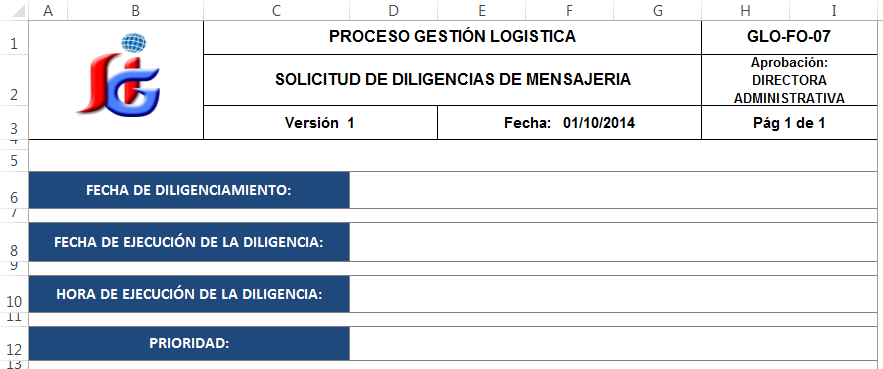 A B C D E F G H I
1 PROCESO GESTIÓN LOGISTICA GLO-FO-07
2 SOLICITUD DE DILIGENCIAS DE MENSAJERIA Aprobación:
DIRECTORA
ADMINISTRATIVA
3 Versión 1 Fecha: 01/10/2014 Pág 1 de 1
4
5
6 FECHA DE DILIGENCIAMIENTO:
7
8 FECHA DE EJECUCIÓN DE LA DILIGENCIA:
9
10 HORA DE EJECUCIÓN DE LA DILIGENCIA:
11
12 PRIORIDAD:
13